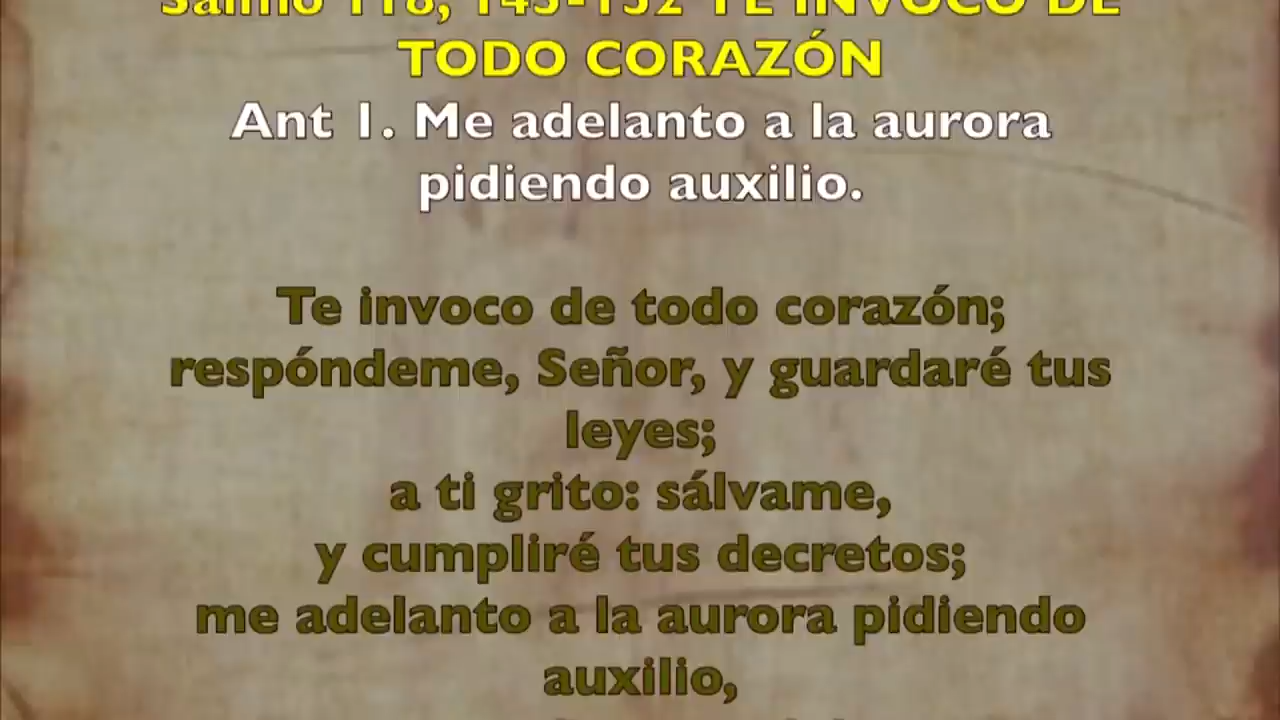 Salmo 118, 145-152 TE INVOCO DE
TODO CORAZÓN
Ant 1. Me adelanto a la aurora
pidiendo auxilio.
Te invoco de todo corazón;
respóndeme, Señor, y guardaré tus
leyes;
a ti grito: sálvame,
y cumpliré tus decretos;
me adelanto a la aurora pidiendo
auxilio,